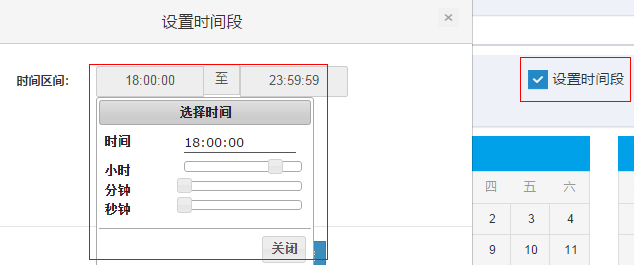 设置时间段
×
时间区间:
18:00:00 至 23:59:59
选择时间
时间 18:00:00
小时
分钟
秒钟
关闭
设置时间段
四 五 六
2 3 4
9 10 11